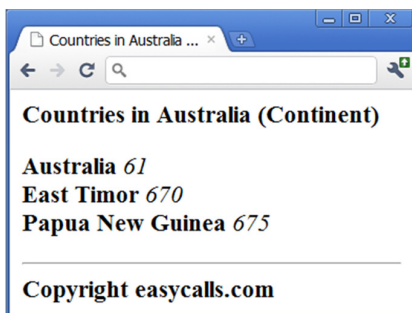 Countries in Australia ...
Countries in Australia (Continent)
Australia 61
East Timor 670
Papua New Guinea 675
Copyright easycalls.com